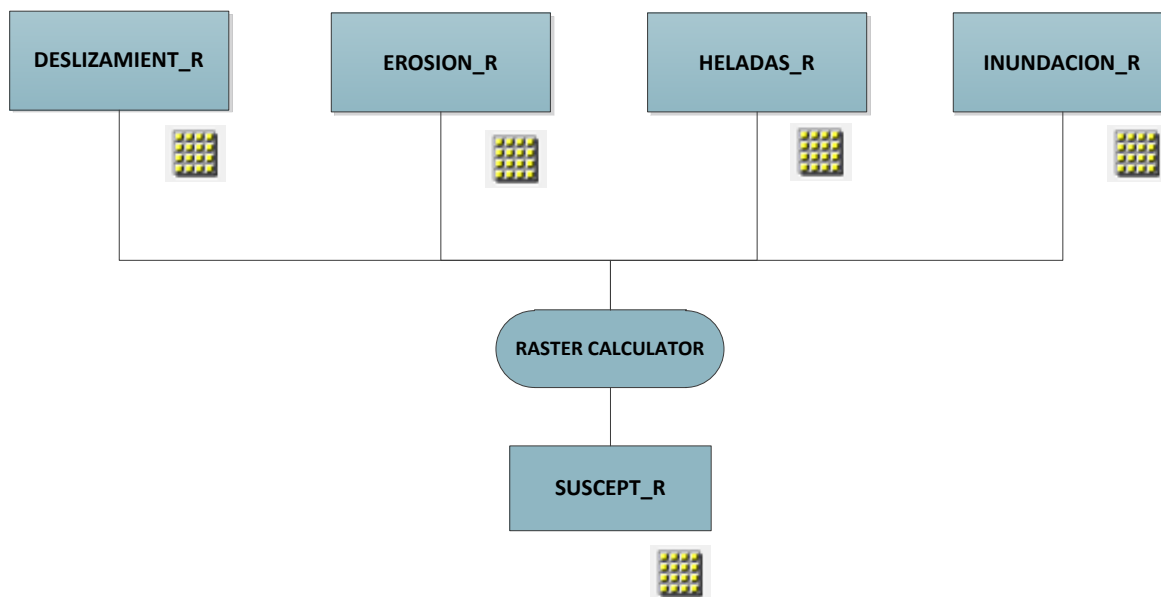 DESLIZAMIENT_R
EROSION_R
HELADAS_R
INUNDACION_R
RASTER CALCULATOR
SUSCEPT_R